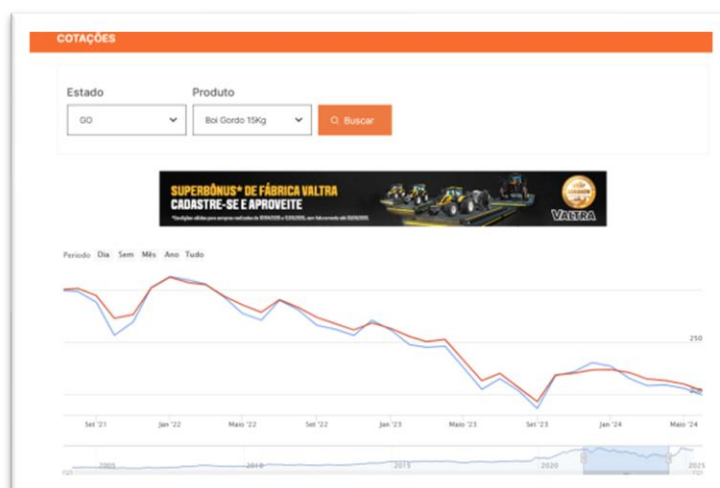 COTAÇÕES
Estado Produto
GO Boi Gordo 15Kg Buscar
SUPERBÔNUS* DE FÁBRICA VALTRA
CADASTRE-SE E APROVEITE
VALTRA
Periodo Dia Sem Mês Ano Tudo
250
Set '21 Jan '22 Maio '22 Set '22 Jan '23 Maio '23 Set '23 Jan '24 Maio '24
2005 2010 2015 2020 2025